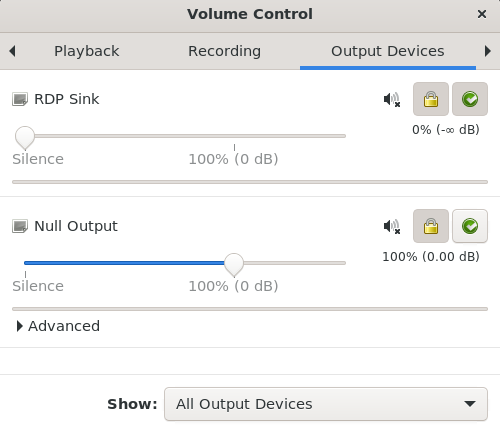 Volume Control
Playback Recording Output Devices
RDP Sink
0% (-∞ dB)
Silence 100% (0 dB)
Null Output
100% (0.00 dB)
Silence 100% (0 dB)
Advanced
Show: All Output Devices